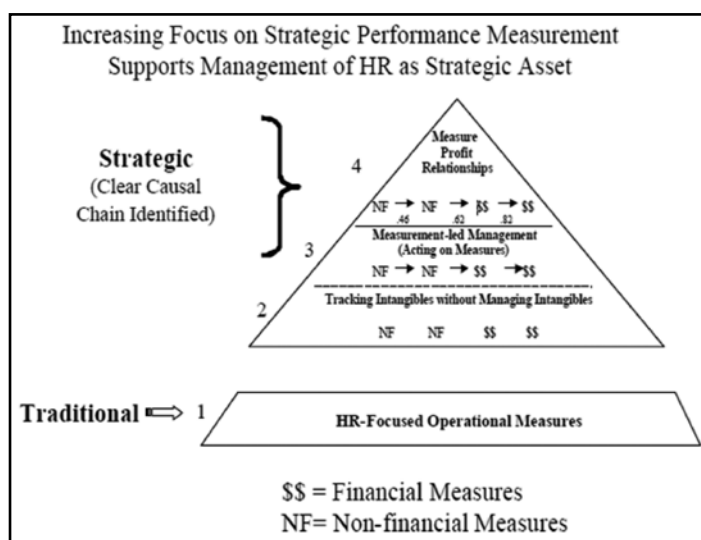 Increasing Focus on Strategic Performance Measurement
Supports Management of HR as Strategic Asset
Strategic
(Clear Causal
Chain Identified)
4
Measure
Profit
Relationships
NF → NF → $$ → $$
.46 .62 .82
3
Measurement-led Management
(Acting on Measures)
NF → NF → $$ → $$
2
Tracking Intangibles without Managing Intangibles
NF NF $$ $$
Traditional ⇨ 1
HR-Focused Operational Measures
$$ = Financial Measures
NF= Non-financial Measures